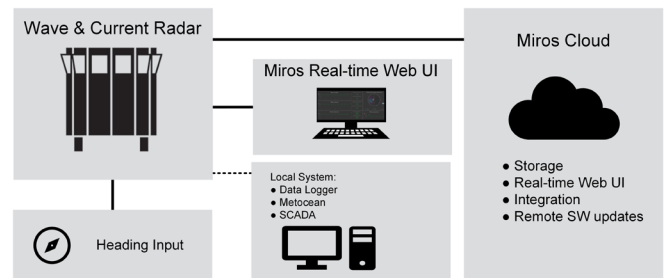 Wave & Current Radar
Miros Real-time Web UI
Miros Cloud
● Storage
● Real-time Web UI
● Integration
● Remote SW updates
Local System:
● Data Logger
● Metocean
● SCADA
Heading Input